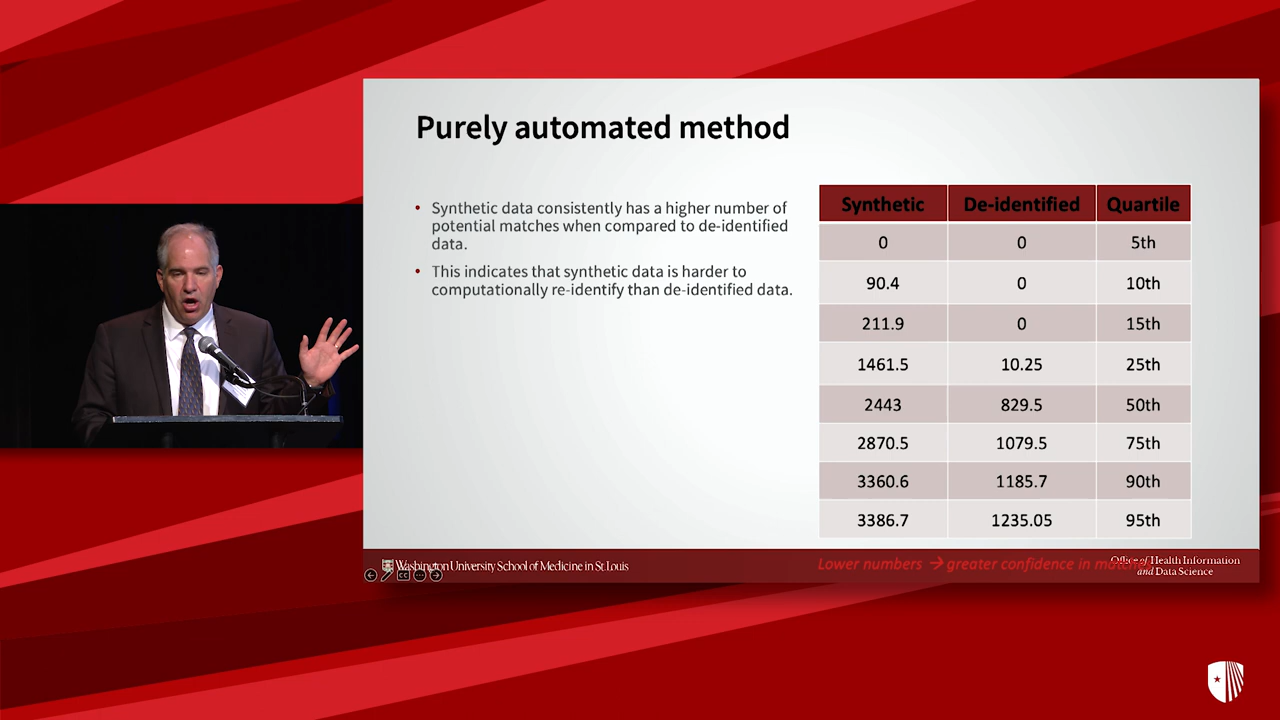 Purely automated method
• Synthetic data consistently has a higher number of
potential matches when compared to de-identified
data.
• This indicates that synthetic data is harder to
computationally re-identify than de-identified data.
Synthetic De-identified Quartile
0 0 5th
90.4 0 10th
211.9 0 15th
1461.5 10.25 25th
2443 829.5 50th
2870.5 1079.5 75th
3360.6 1185.7 90th
3386.7 1235.05 95th
Lower numbers → greater confidence in
Washington University School of Medicine in St.Louis
Office of Health Information
and Data Science